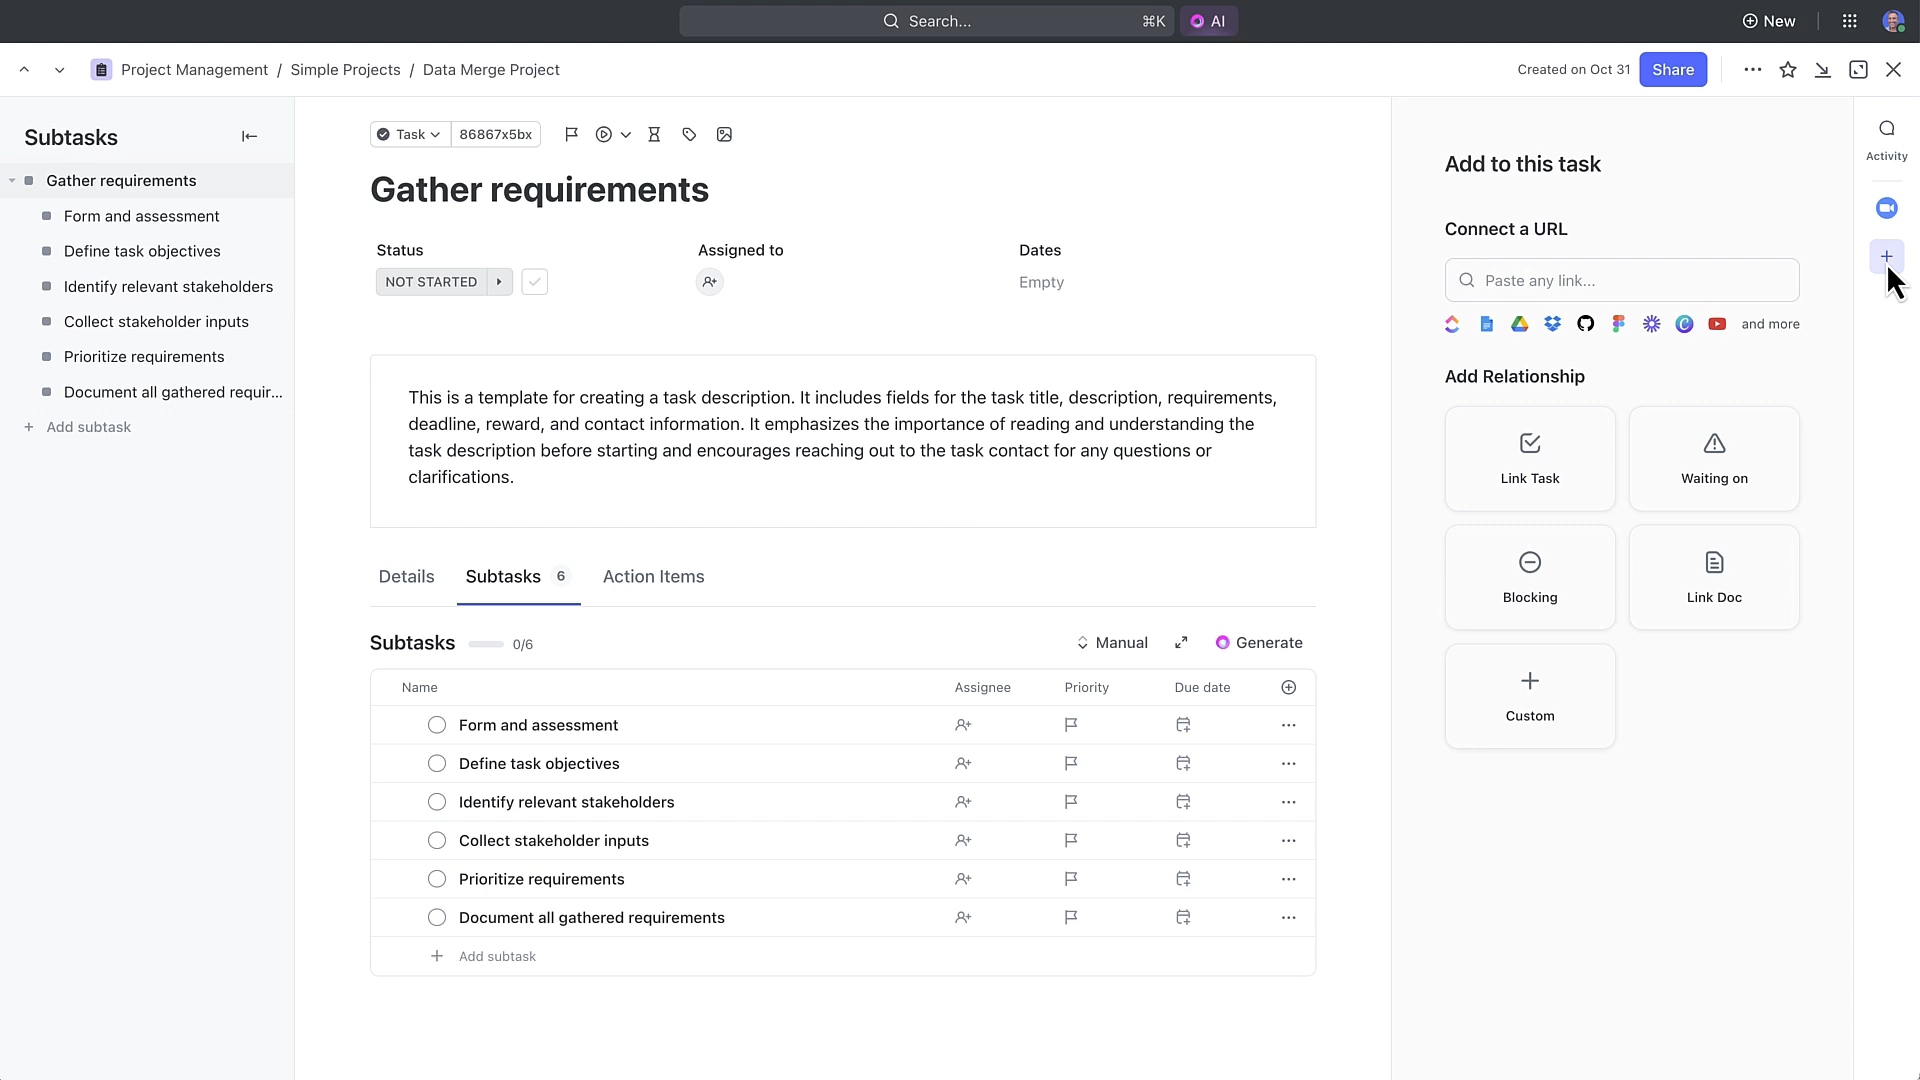 Search...
⌘K
AI
New
Project Management / Simple Projects / Data Merge Project
Created on Oct 31
Share
Subtasks
Gather requirements
Form and assessment
Define task objectives
Identify relevant stakeholders
Collect stakeholder inputs
Prioritize requirements
Document all gathered requir...
+ Add subtask
Task
86867x5bx
Gather requirements
Status
Assigned to
Dates
NOT STARTED
Empty
This is a template for creating a task description. It includes fields for the task title, description, requirements,
deadline, reward, and contact information. It emphasizes the importance of reading and understanding the
task description before starting and encourages reaching out to the task contact for any questions or
clarifications.
Details
Subtasks 6
Action Items
Subtasks
0/6
Manual
Generate
Name
Assignee
Priority
Due date
Form and assessment
Define task objectives
Identify relevant stakeholders
Collect stakeholder inputs
Prioritize requirements
Document all gathered requirements
+ Add subtask
Add to this task
Connect a URL
Paste any link...
and more
Add Relationship
Link Task
Waiting on
Blocking
Link Doc
Custom
Activity